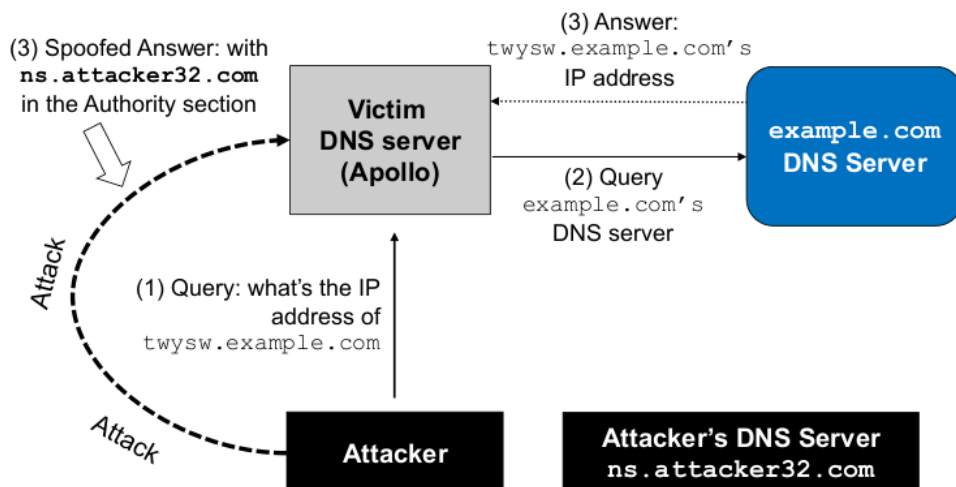 (3) Spoofed Answer: with
ns.attacker32.com
in the Authority section
(3) Answer:
twysw.example.com’s
IP address
Victim
DNS server
(Apollo)
example.com
DNS Server
(2) Query
example.com’s
DNS server
Attack
(1) Query: what’s the IP
address of
twysw.example.com
Attack
Attacker
Attacker’s DNS Server
ns.attacker32.com